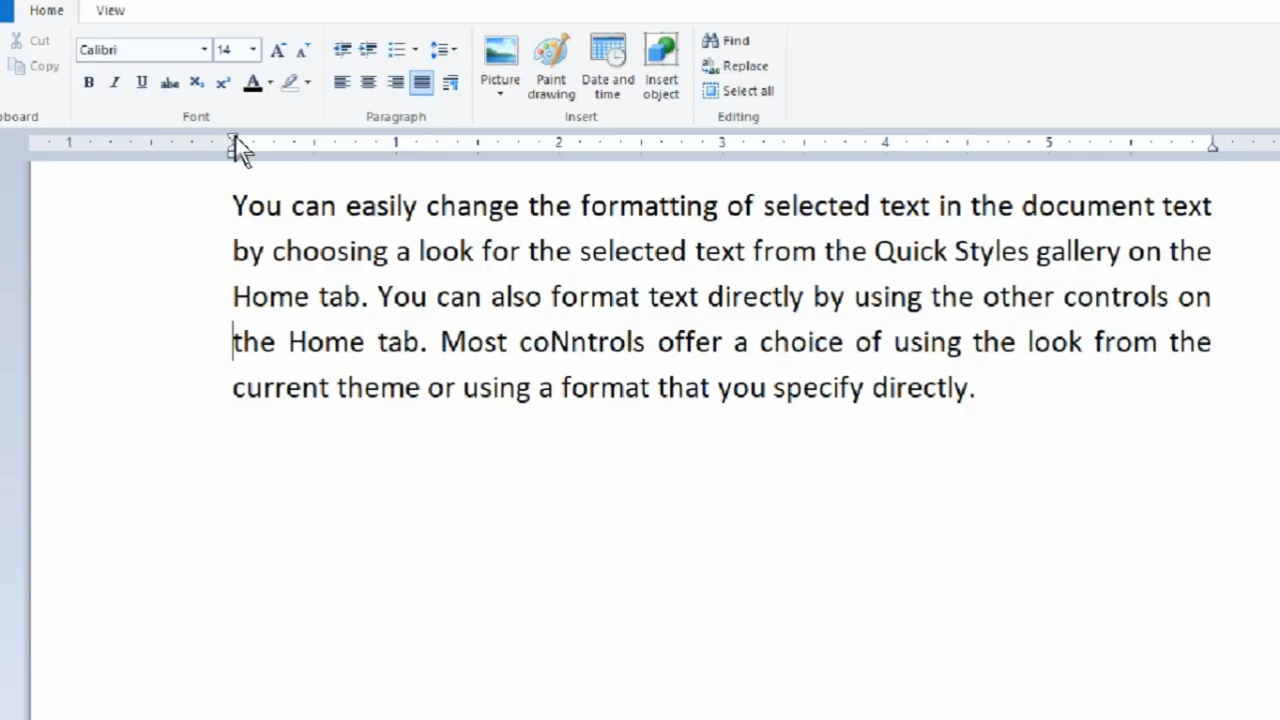 Home View
Cut
Copy
Calibri 14
B I U abc X₂ X² A
oard
Font
Paragraph
Picture
Paint drawing
Date and time
Insert object
Insert
Find
Replace
Select all
Editing
1 1 2 3 4 5
You can easily change the formatting of selected text in the document text
by choosing a look for the selected text from the Quick Styles gallery on the
Home tab. You can also format text directly by using the other controls on
the Home tab. Most coNntrols offer a choice of using the look from the
current theme or using a format that you specify directly.